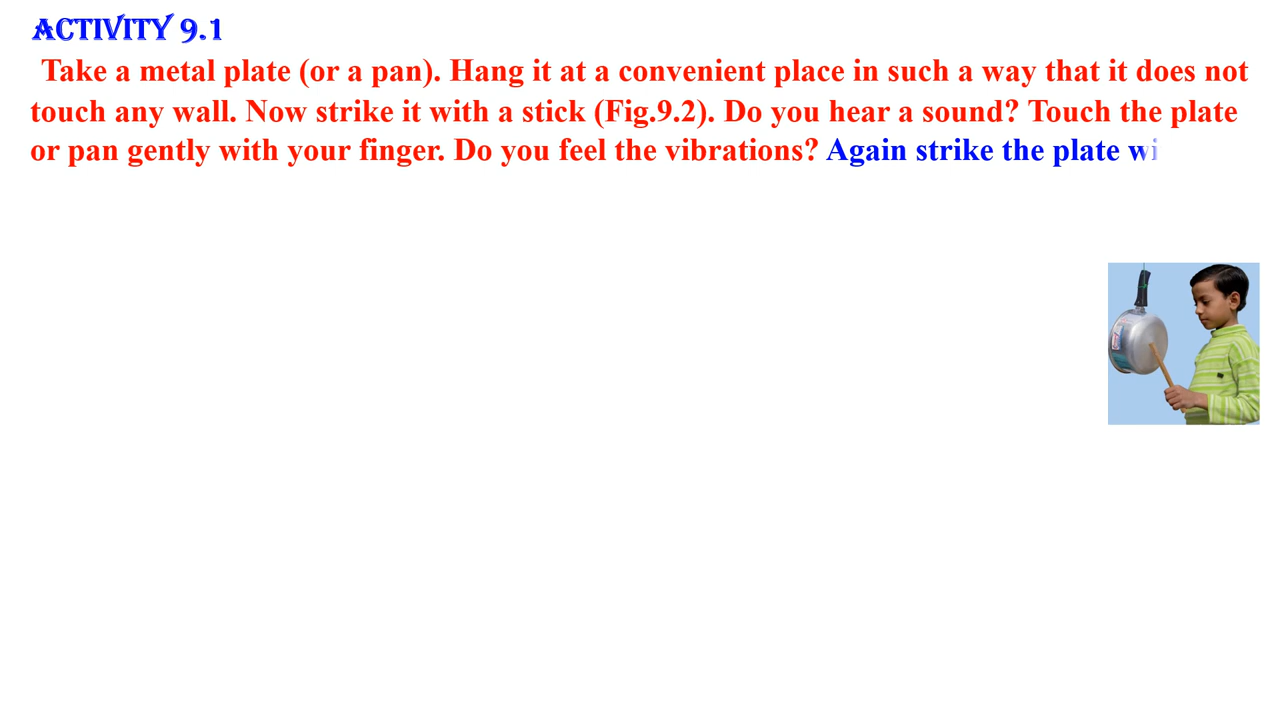 ACTIVITY 9.1
Take a metal plate (or a pan). Hang it at a convenient place in such a way that it does not
touch any wall. Now strike it with a stick (Fig.9.2). Do you hear a sound? Touch the plate
or pan gently with your finger. Do you feel the vibrations? Again strike the plate wi